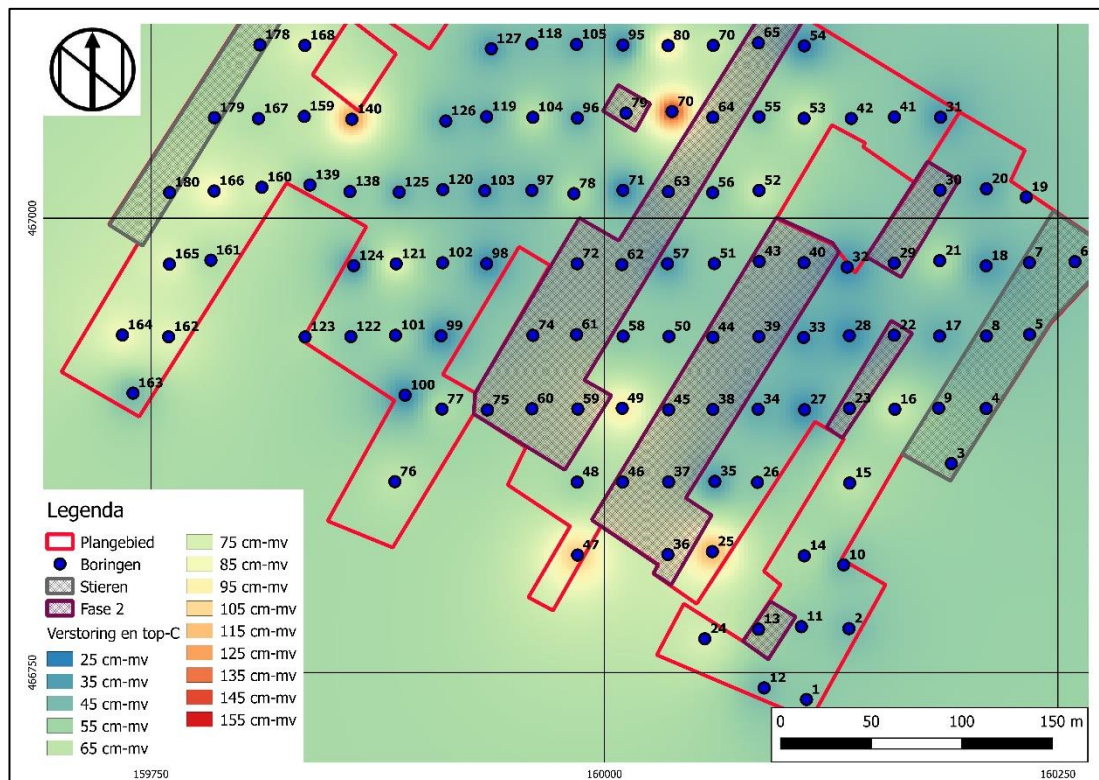 178 168 127 118 105 95 80 70 65 54
179 167 159 140 126 119 104 96 79 70 64 55 53 42 41 31
180 166 160 139 138 125 120 103 97 78 71 63 56 52 30 20 19
467000
165 161 124 121 102 98 72 62 57 51 43 40 32 29 21 18 7 6
164 162 123 122 101 99 74 61 58 50 44 39 33 28 22 17 8 5
163 100 77 75 60 59 49 45 38 34 27 23 16 9 4
76 48 46 37 35 26 15 3
47 36 25 14 10
24 13 11 2
12 1
466750
Legenda
Plangebied
Boringen
Stieren
Fase 2
Verstoring en top-C
25 cm-mv
35 cm-mv
45 cm-mv
55 cm-mv
65 cm-mv
75 cm-mv
85 cm-mv
95 cm-mv
105 cm-mv
115 cm-mv
125 cm-mv
135 cm-mv
145 cm-mv
155 cm-mv
0 50 100 150 m
159750 160000 160250